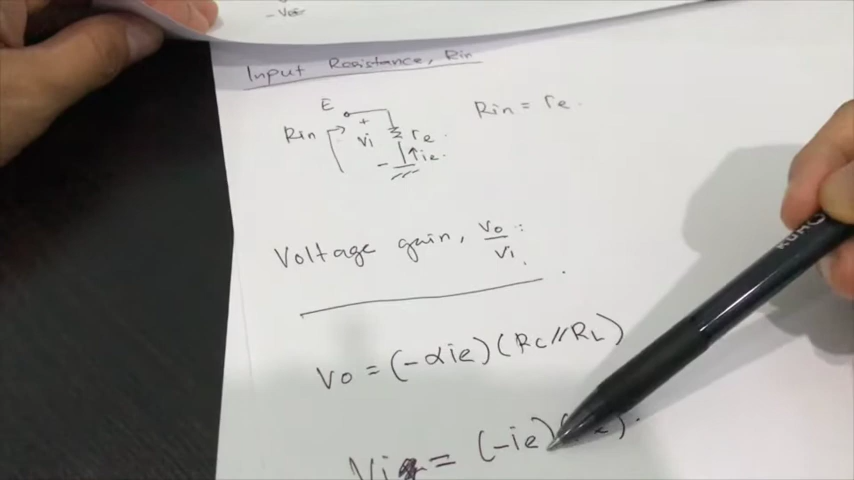 -Vo
Input Resistance, Rin
E
Rin = re.
+
Rin
Vi
re.
-
ie.
Voltage gain, Vo/Vi :
Vo = (-αie)(Rc//RL)
Vi = (-ie)(